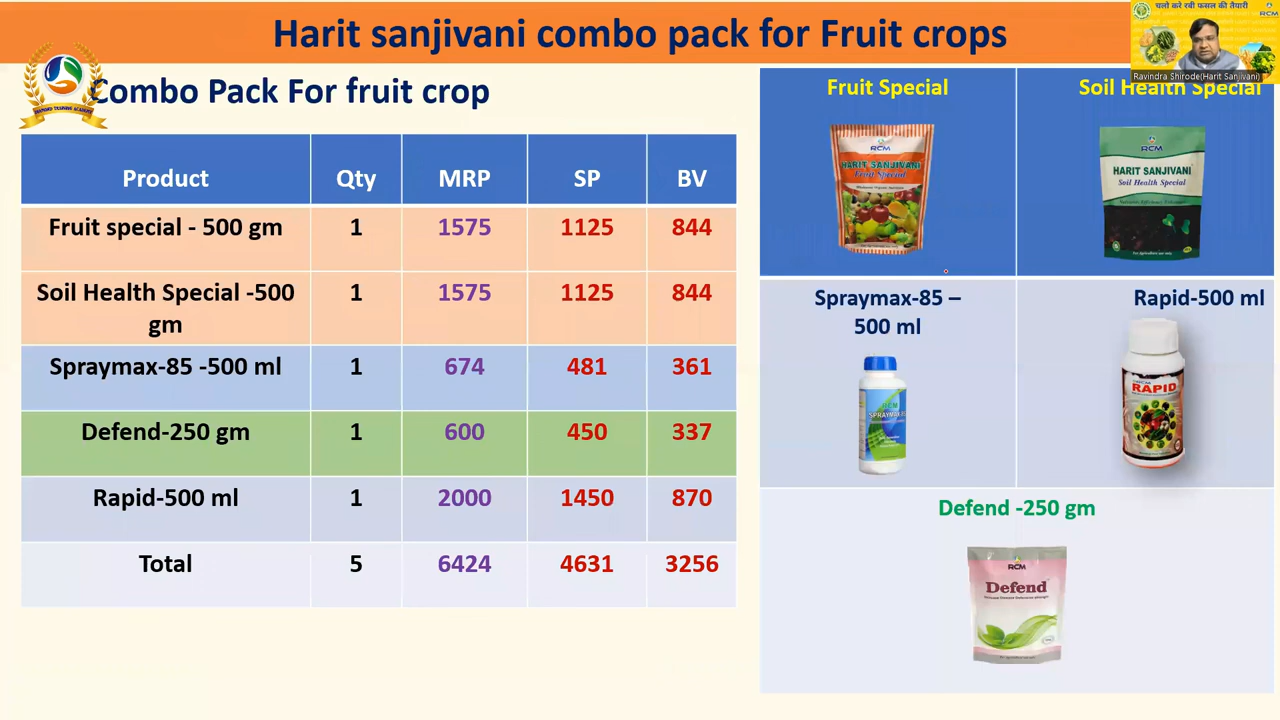 Harit sanjivani combo pack for Fruit crops
चलो करे रबी फसल की तैयारी
RCM
Ravindra Shirode(Harit Sanjivani)
Combo Pack For fruit crop
Product Qty MRP SP BV
Fruit special - 500 gm 1 1575 1125 844
Soil Health Special -500
gm 1 1575 1125 844
Spraymax-85 -500 ml 1 674 481 361
Defend-250 gm 1 600 450 337
Rapid-500 ml 1 2000 1450 870
Total 5 6424 4631 3256
Fruit Special
Soil Health Special
RCM
HARIT SANJIVANI
Fruit Special
RCM
HARIT SANJIVANI
Soil Health Special
Spraymax-85 –
500 ml
Rapid-500 ml
RCM
SPRAYMAX
RAPID
Defend -250 gm
RCM
Defend